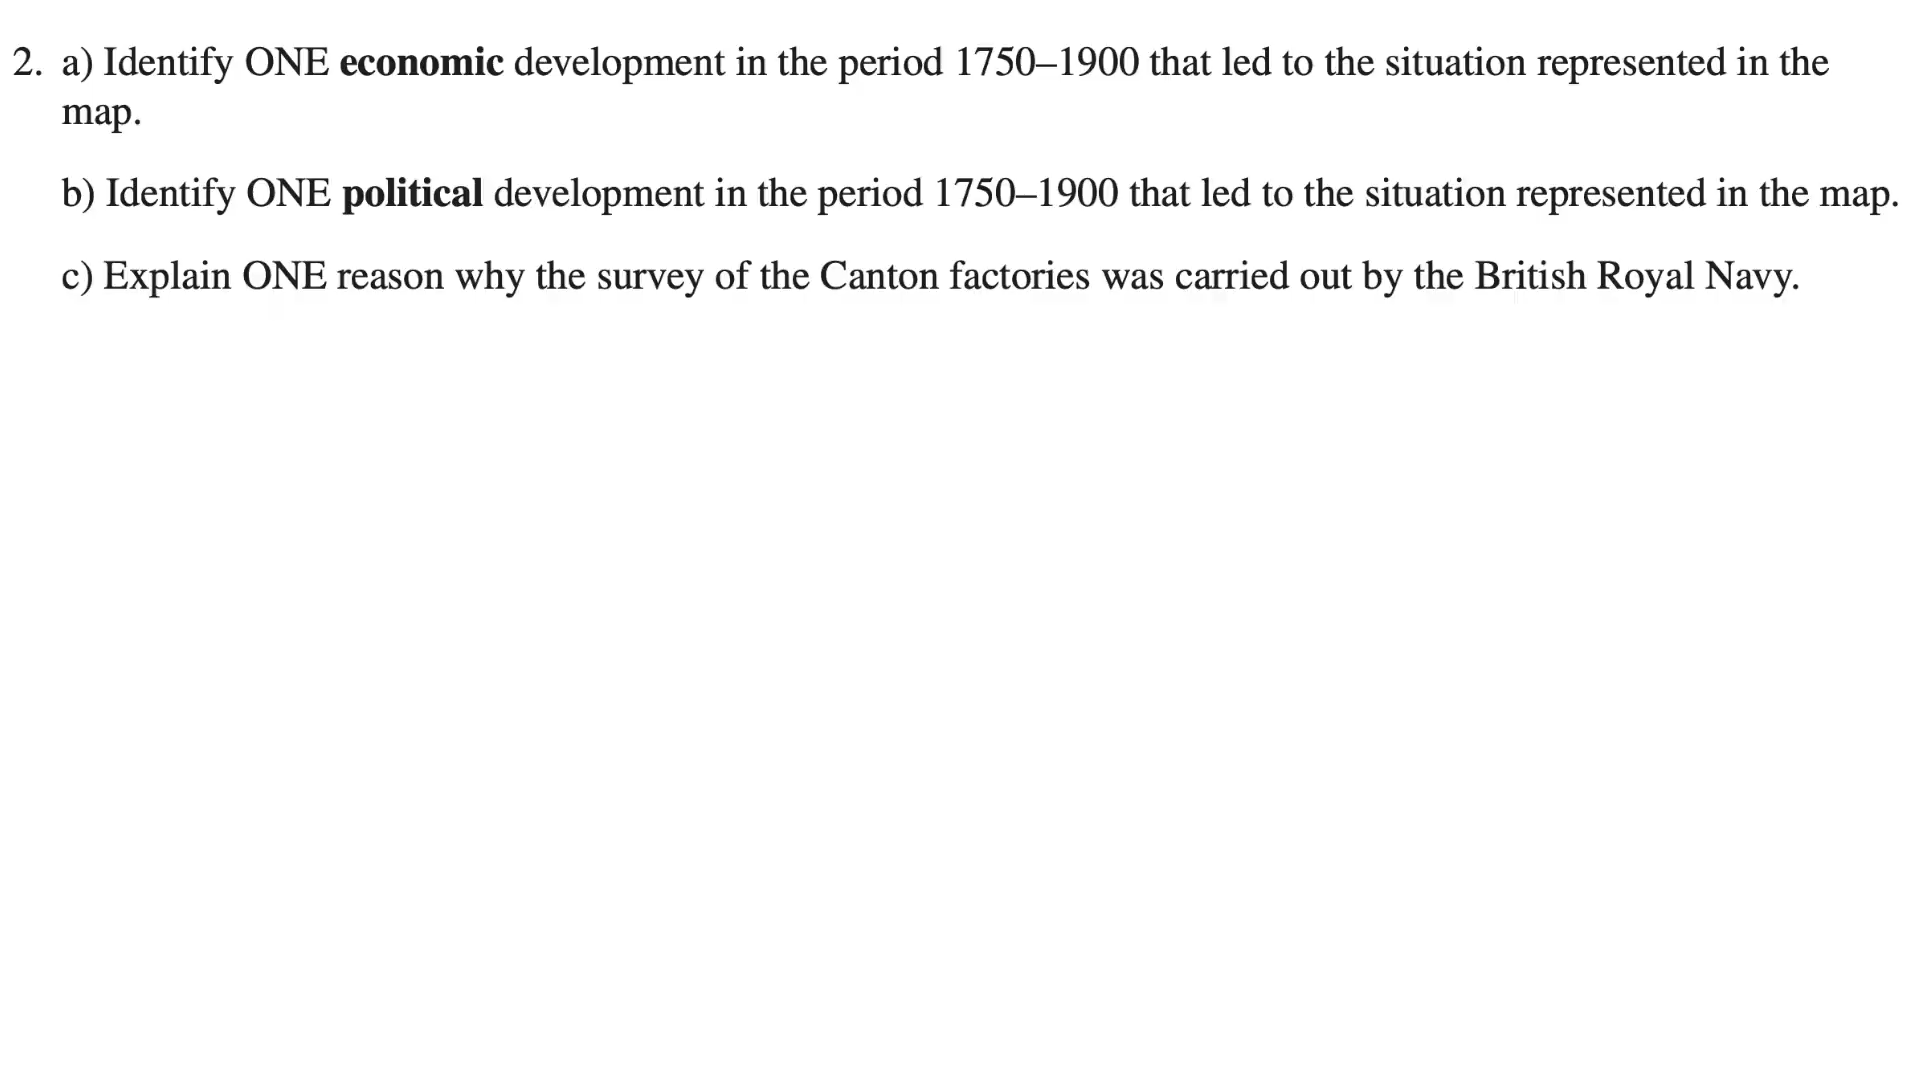 2. a) Identify ONE economic development in the period 1750–1900 that led to the situation represented in the
map.
b) Identify ONE political development in the period 1750–1900 that led to the situation represented in the map.
c) Explain ONE reason why the survey of the Canton factories was carried out by the British Royal Navy.